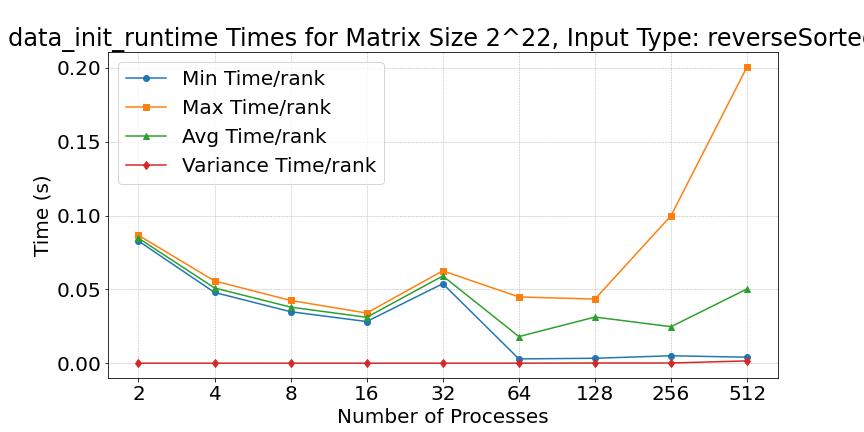 data_init_runtime Times for Matrix Size 2^22, Input Type: reverseSorte
Min Time/rank
Max Time/rank
Avg Time/rank
Variance Time/rank
Time (s)
0.20
0.15
0.10
0.05
0.00
2 4 8 16 32 64 128 256 512
Number of Processes